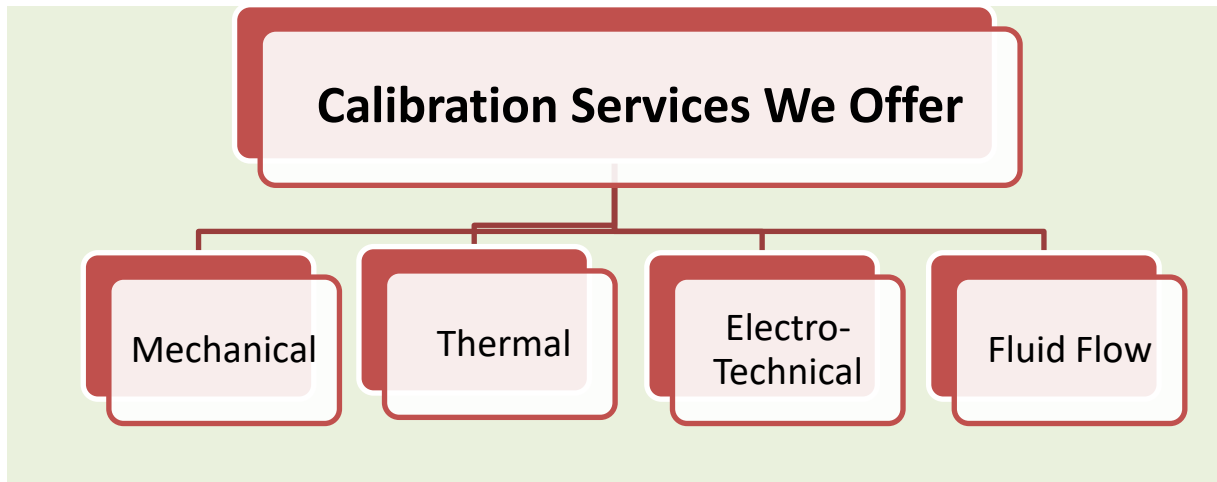 Calibration Services We Offer
Mechanical
Thermal
Electro-
Technical
Fluid Flow